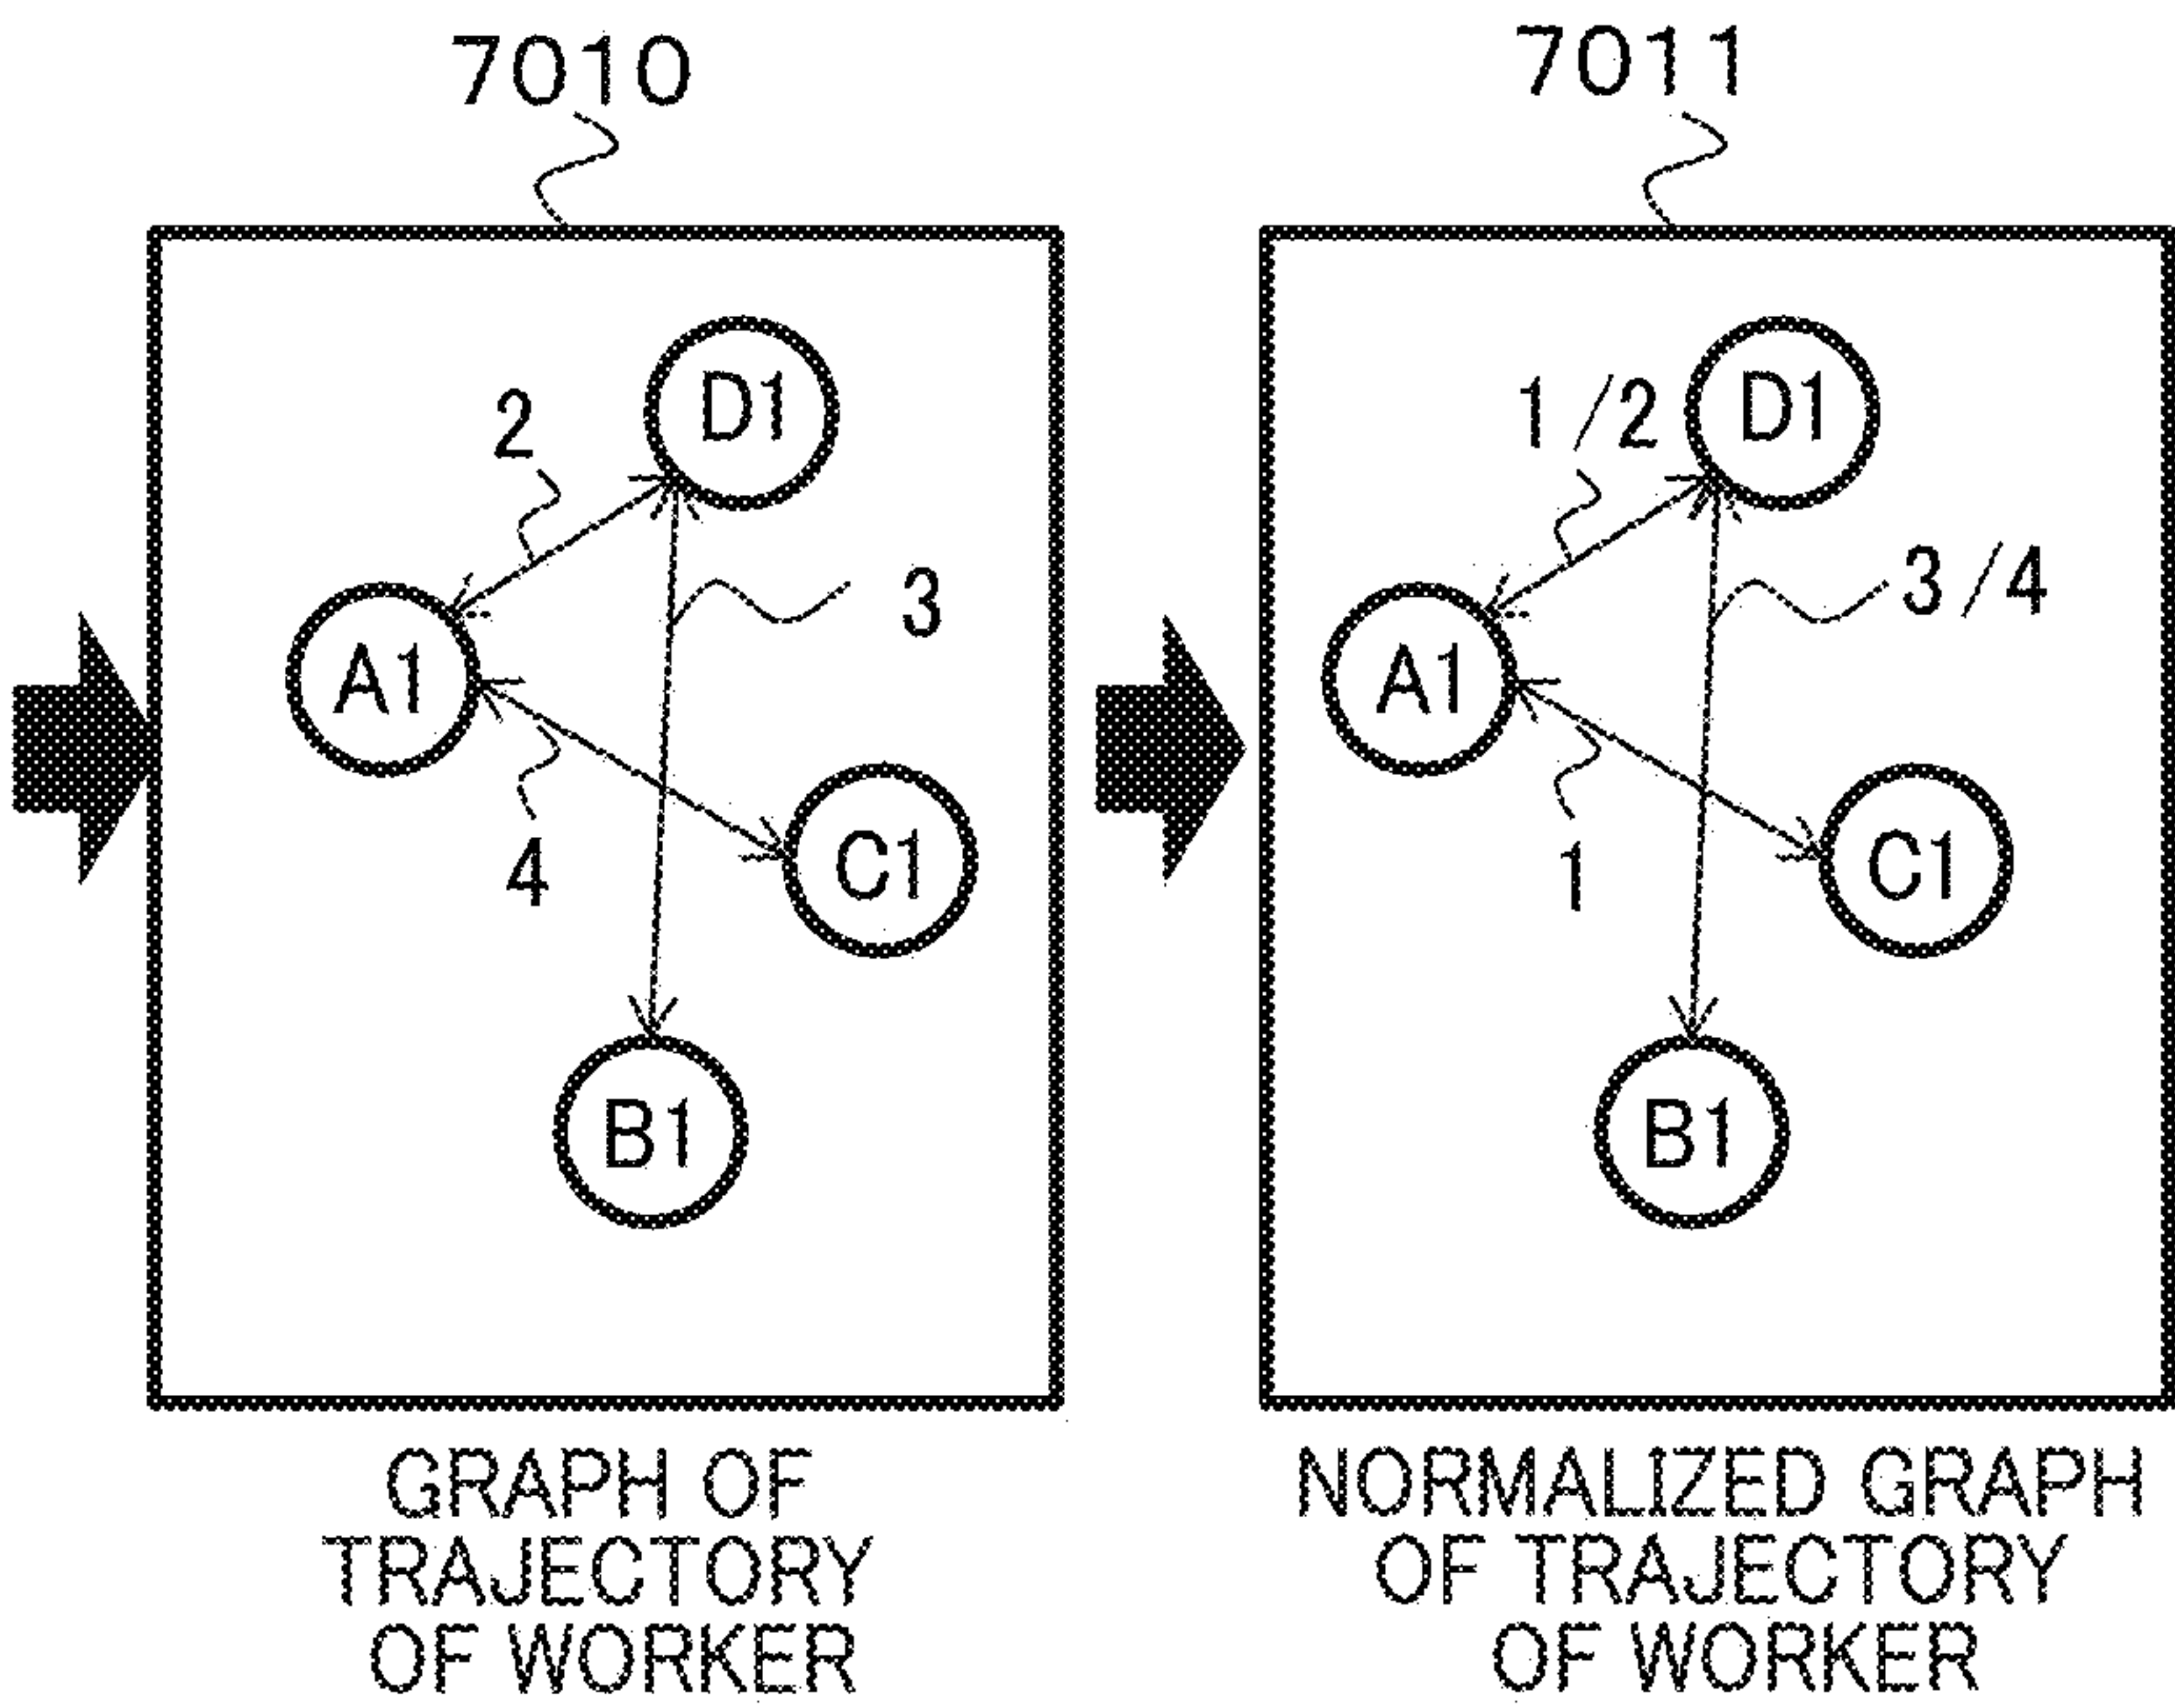 7010
7011
D1
2
3
A1
4
C1
B1
D1
1/2
3/4
A1
1
C1
B1
GRAPH OF
TRAJECTORY
OF WORKER
NORMALIZED GRAPH
OF TRAJECTORY
OF WORKER